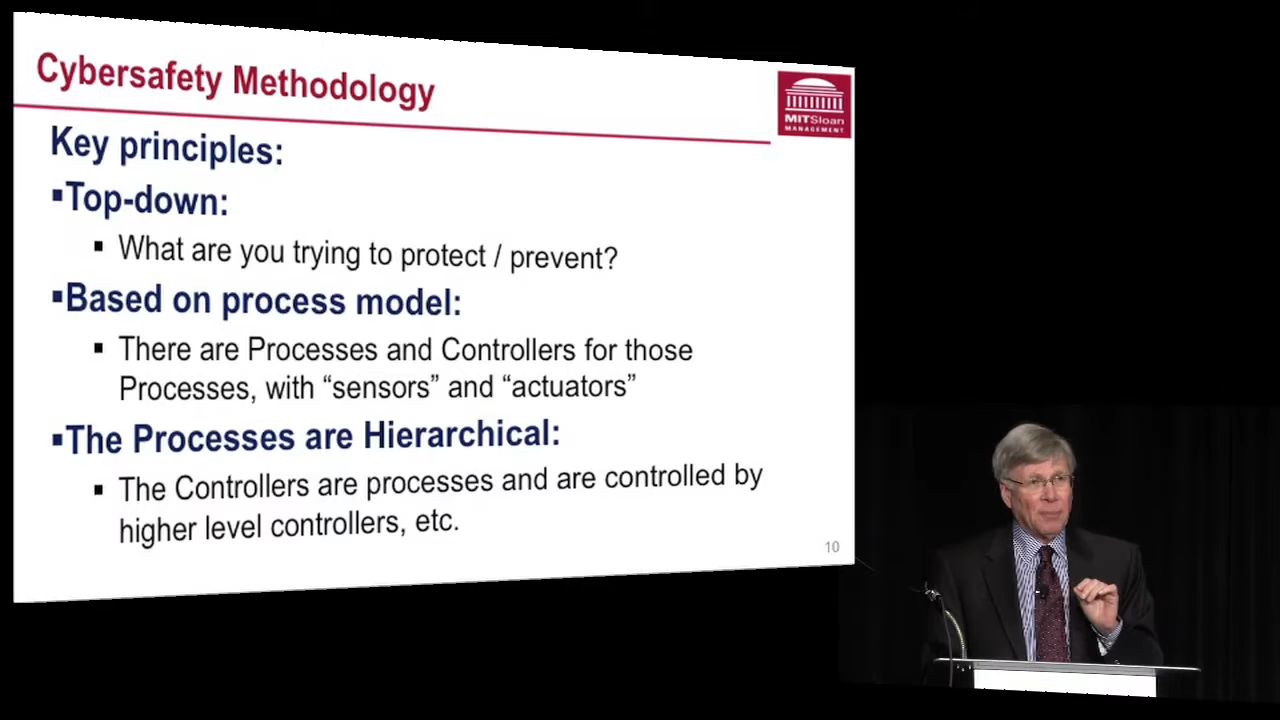 Cybersafety Methodology
MITSloan
MANAGEMENT
Key principles:
▪Top-down:
▪ What are you trying to protect / prevent?
▪Based on process model:
▪ There are Processes and Controllers for those
Processes, with “sensors” and “actuators”
▪The Processes are Hierarchical:
▪ The Controllers are processes and are controlled by
higher level controllers, etc.
10